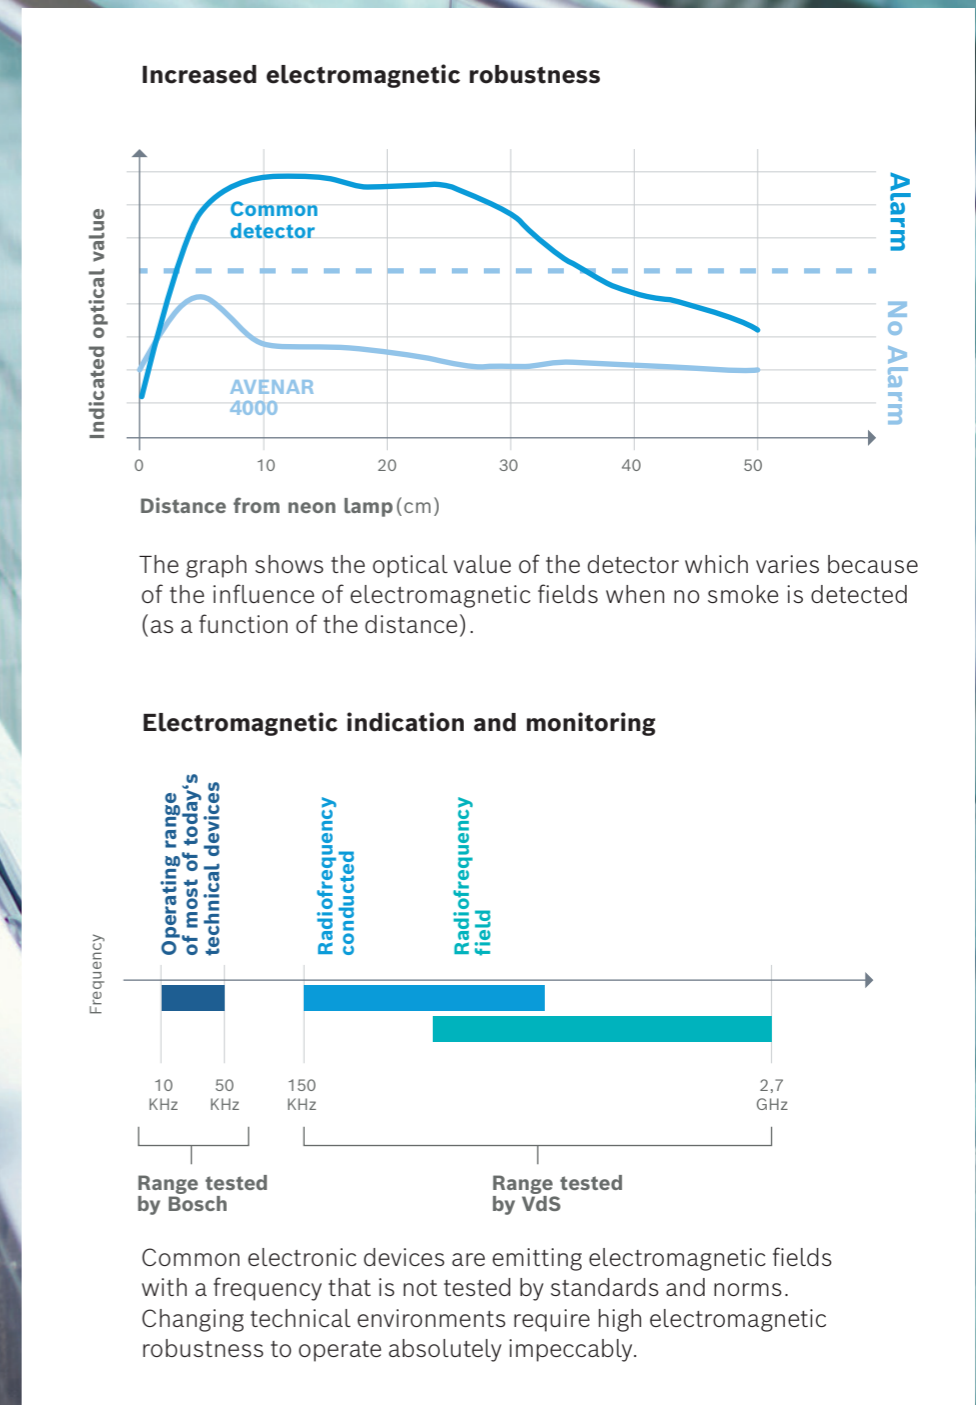 Increased electromagnetic robustness
Indicated optical value
Common
detector
AVENAR
4000
Alarm
No Alarm
0 10 20 30 40 50
Distance from neon lamp (cm)
The graph shows the optical value of the detector which varies because
of the influence of electromagnetic fields when no smoke is detected
(as a function of the distance).
Electromagnetic indication and monitoring
Operating range
of most of today‘s
technical devices
Radiofrequency
conducted
Radiofrequency
field
Frequency
10
KHz
50
KHz
150
KHz
2,7
GHz
Range tested
by Bosch
Range tested
by VdS
Common electronic devices are emitting electromagnetic fields
with a frequency that is not tested by standards and norms.
Changing technical environments require high electromagnetic
robustness to operate absolutely impeccably.